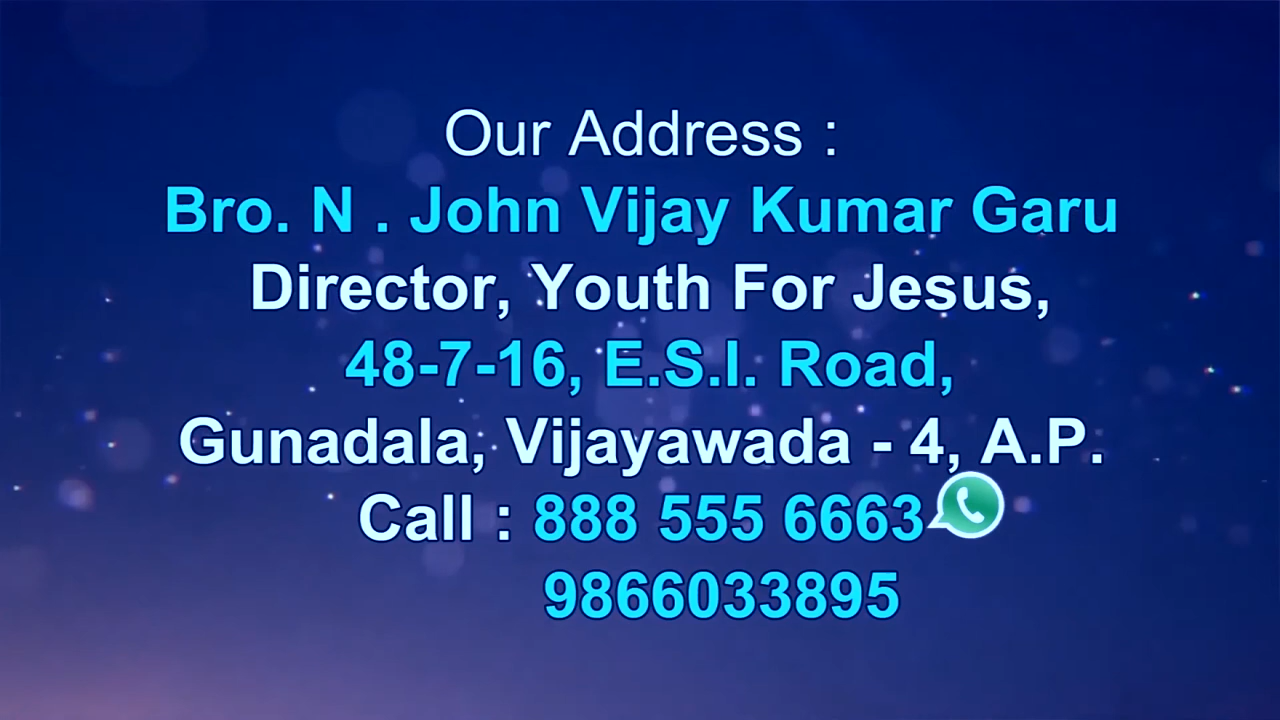 Our Address :
Bro. N . John Vijay Kumar Garu
Director, Youth For Jesus,
48-7-16, E.S.I. Road,
Gunadala, Vijayawada - 4, A.P.
Call : 888 555 6663
9866033895